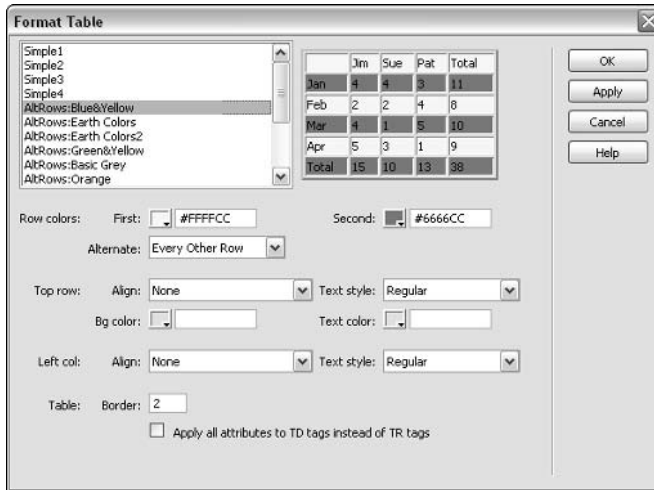 Format Table
Simple1
Simple2
Simple3
Simple4
AltRows:Blue&Yellow
AltRows:Earth Colors
AltRows:Earth Colors2
AltRows:Green&Yellow
AltRows:Basic Grey
AltRows:Orange
Jim Sue Pat Total
Jan 4 4 3 11
Feb 2 2 4 8
Mar 4 1 5 10
Apr 5 3 1 9
Total 15 10 13 38
OK
Apply
Cancel
Help
Row colors: First: #FFFFCC Second: #6666CC
Alternate: Every Other Row
Top row: Align: None Text style: Regular
Bg color: Text color:
Left col: Align: None Text style: Regular
Table: Border: 2
Apply all attributes to TD tags instead of TR tags